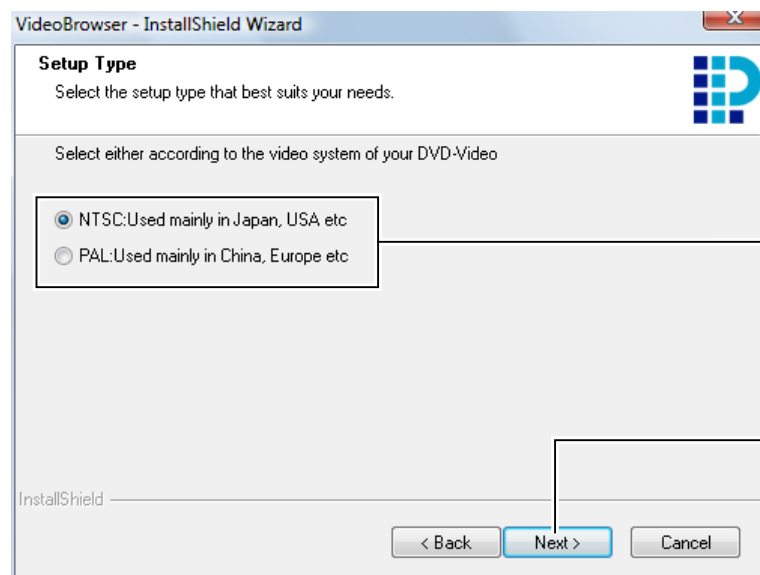 VideoBrowser - InstallShield Wizard
Setup Type
Select the setup type that best suits your needs.
Select either according to the video system of your DVD-Video
NTSC:Used mainly in Japan, USA etc
PAL:Used mainly in China, Europe etc
InstallShield
< Back Next > Cancel